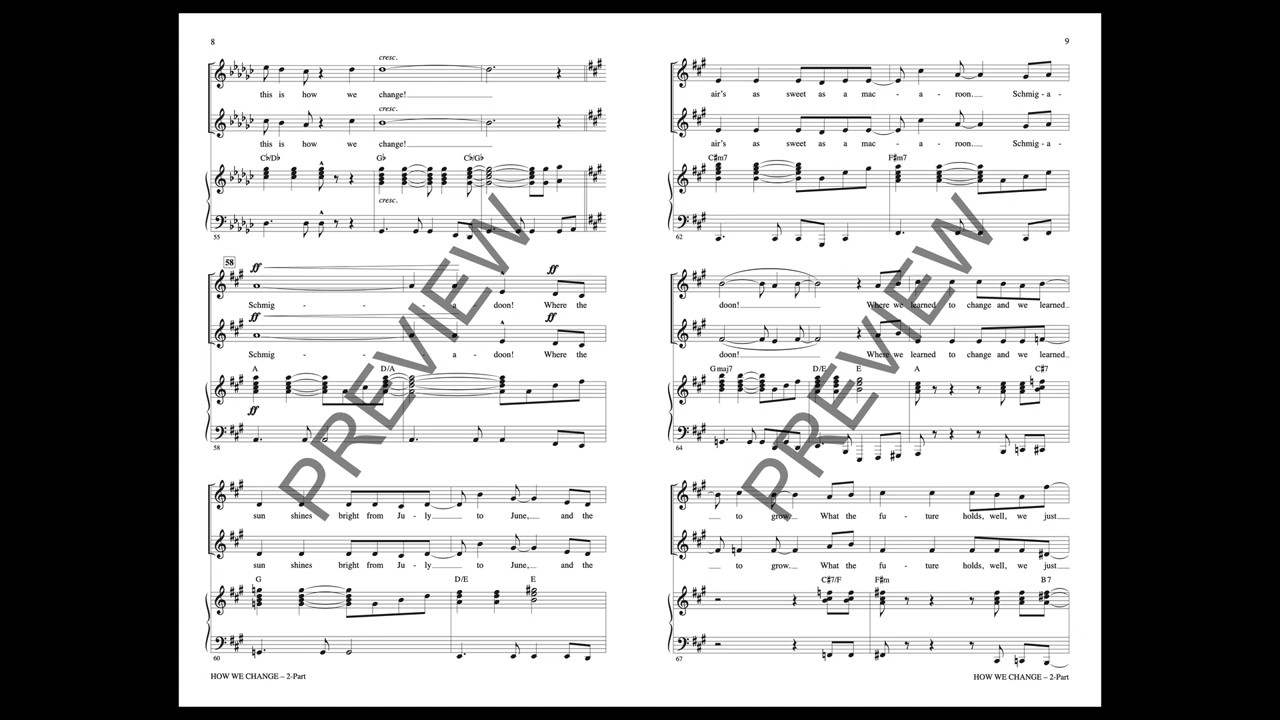 8
cresc.
this is how we change!
cresc.
this is how we change!
C♭/D♭ G♭ C♭/G♭
cresc.
55
58
ff ff
Schmig - - - - a - doon! Where the
ff ff
Schmig - - - - a - doon! Where the
A D/A
ff
58
sun shines bright from Ju - ly to June, and the
sun shines bright from Ju - ly to June, and the
G D/E E
60
HOW WE CHANGE – 2-Part
9
air's as sweet as a mac - a - roon. Schmig - a -
air's as sweet as a mac - a - roon. Schmig - a -
C♯m7 F♯m7
62
doon! Where we learned to change and we learned
doon! Where we learned to change and we learned
Gmaj7 D/E E A C♯7
64
to grow. What the fu - ture holds, well, we just
to grow. What the fu - ture holds, well, we just
C♯7/F F♯m B7
67
HOW WE CHANGE – 2-Part
PREVIEW
PREVIEW